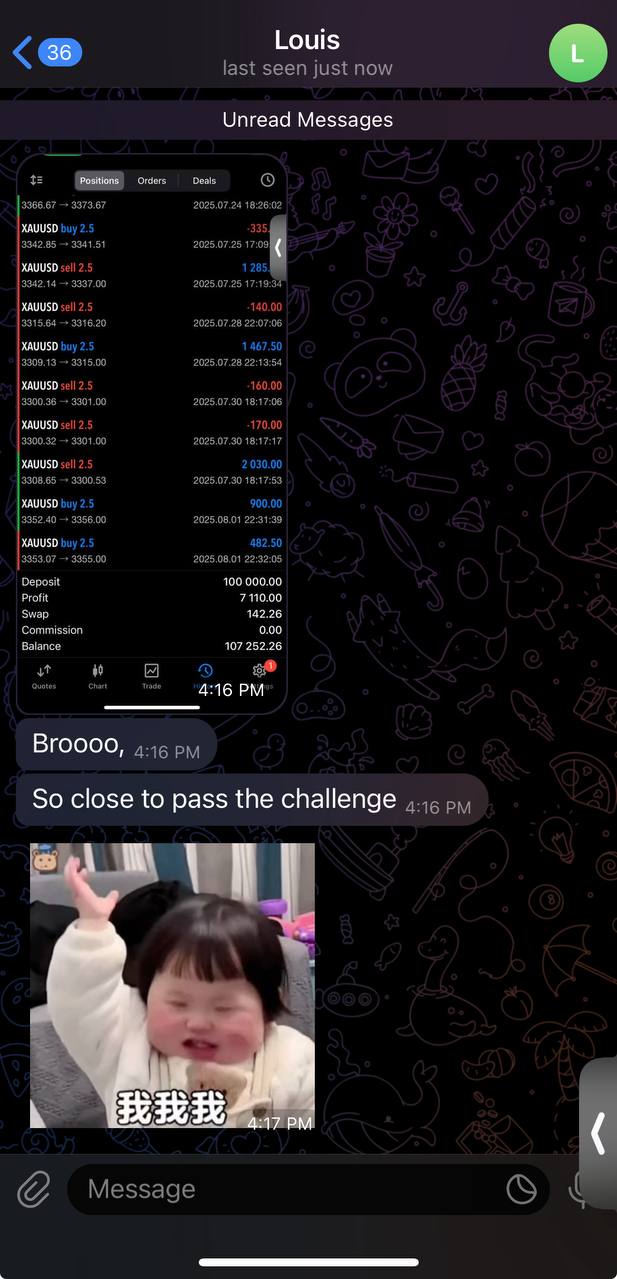 36
Louis
last seen just now
L
Unread Messages
Positions Orders Deals
3366.67 → 3373.67 2025.07.24 18:26:02
XAUUSD buy 2.5 -335.
3342.85 → 3341.51 2025.07.25 17:09:
XAUUSD sell 2.5 1 285.
3342.14 → 3337.00 2025.07.25 17:19:34
XAUUSD sell 2.5 -140.00
3315.64 → 3316.20 2025.07.28 22:07:06
XAUUSD buy 2.5 1 467.50
3309.13 → 3315.00 2025.07.28 22:13:54
XAUUSD sell 2.5 -160.00
3300.36 → 3301.00 2025.07.30 18:17:06
XAUUSD sell 2.5 -170.00
3300.32 → 3301.00 2025.07.30 18:17:17
XAUUSD sell 2.5 2 030.00
3308.65 → 3300.53 2025.07.30 18:17:53
XAUUSD buy 2.5 900.00
3352.40 → 3356.00 2025.08.01 22:31:39
XAUUSD buy 2.5 482.50
3353.07 → 3355.00 2025.08.01 22:32:05
Deposit 100 000.00
Profit 7 110.00
Swap 142.26
Commission 0.00
Balance 107 252.26
1
Quotes Chart Trade
4:16 PM
Broooo, 4:16 PM
So close to pass the challenge 4:16 PM
我我我
4:17 PM
Message